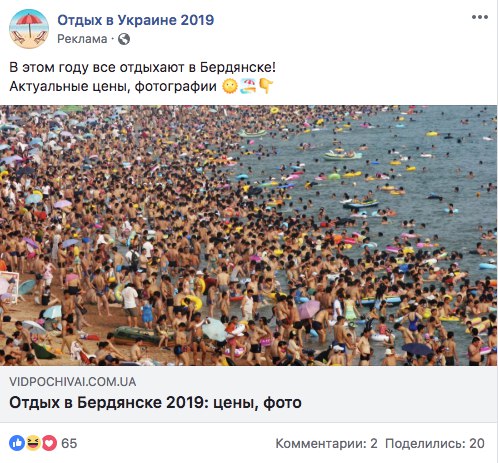 Отдых в Украине 2019
Реклама ·
В этом году все отдыхают в Бердянске!
Актуальные цены, фотографии
VIDPOCHIVAI.COM.UA
Отдых в Бердянске 2019: цены, фото
65 Комментарии: 2 Поделились: 20